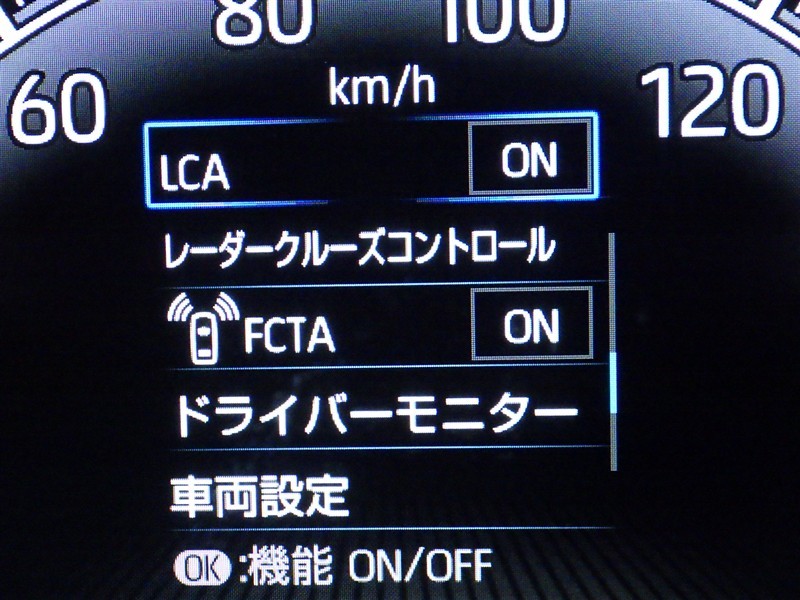 80 100
km/h
60 120
LCA ON
レーダークルーズコントロール
FCTA ON
ドライバーモニター
車両設定
OK:機能 ON/OFF